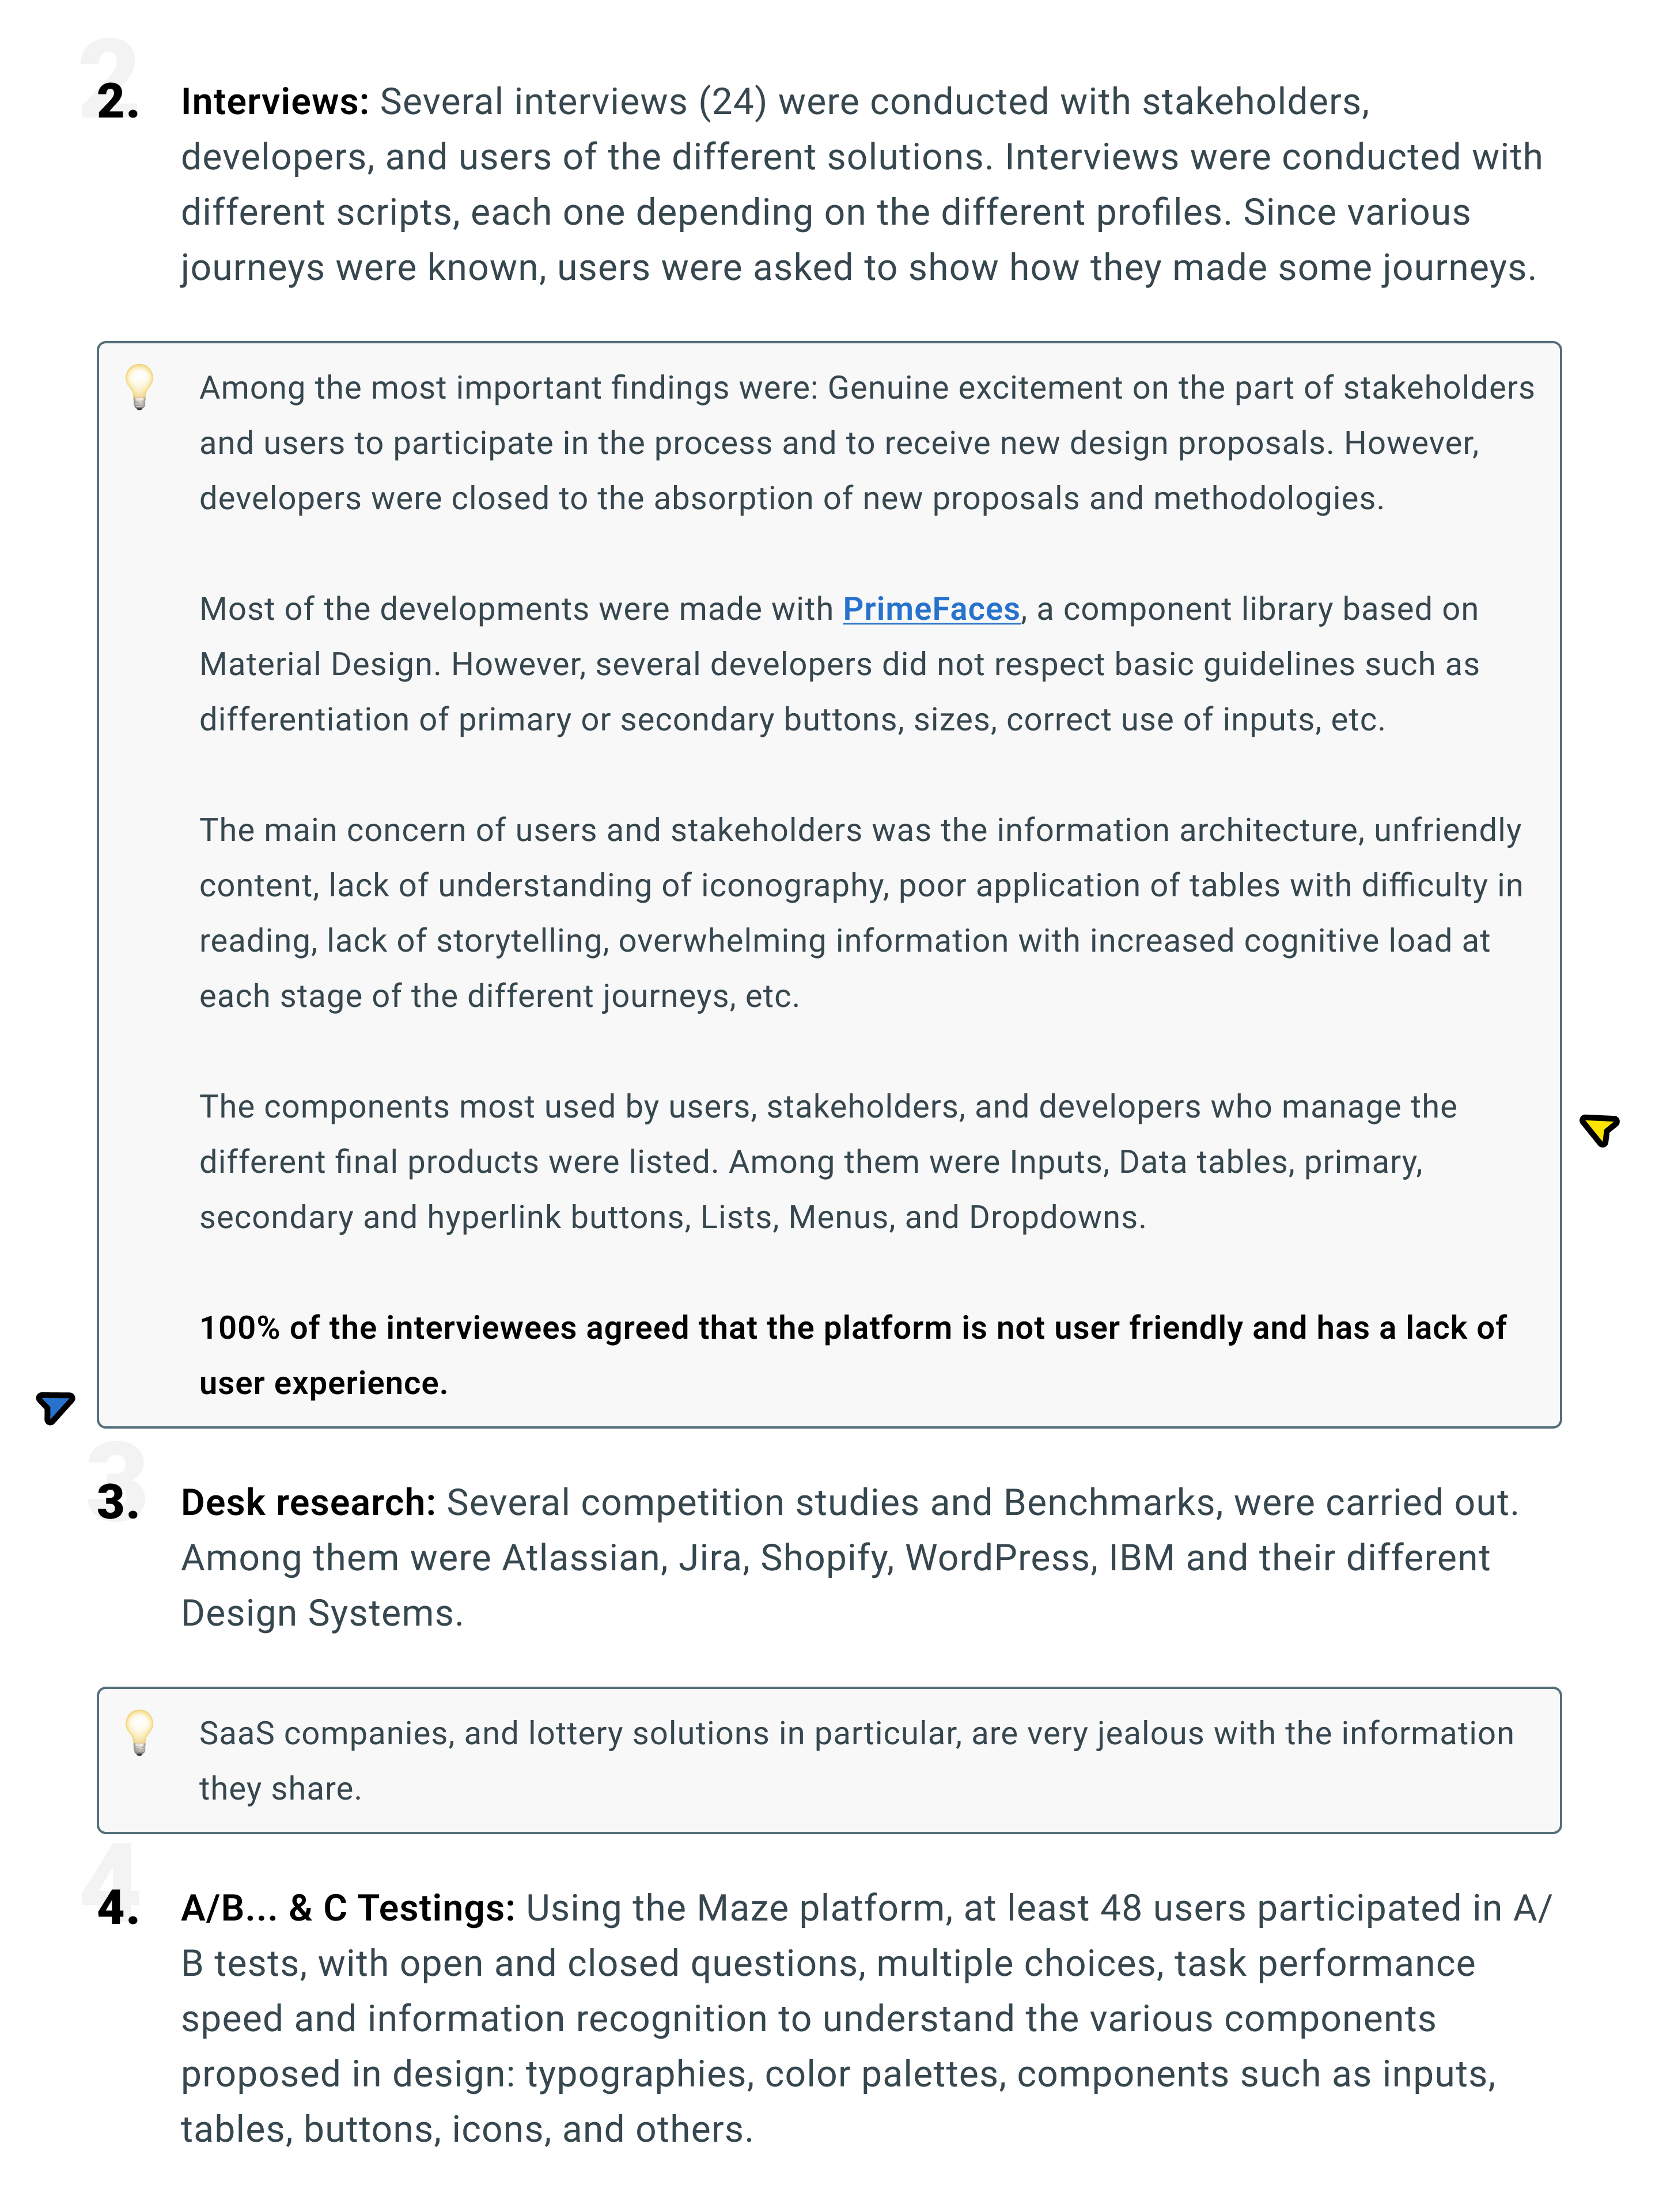 2. Interviews: Several interviews (24) were conducted with stakeholders,
developers, and users of the different solutions. Interviews were conducted with
different scripts, each one depending on the different profiles. Since various
journeys were known, users were asked to show how they made some journeys.
Among the most important findings were: Genuine excitement on the part of stakeholders
and users to participate in the process and to receive new design proposals. However,
developers were closed to the absorption of new proposals and methodologies.
Most of the developments were made with PrimeFaces, a component library based on
Material Design. However, several developers did not respect basic guidelines such as
differentiation of primary or secondary buttons, sizes, correct use of inputs, etc.
The main concern of users and stakeholders was the information architecture, unfriendly
content, lack of understanding of iconography, poor application of tables with difficulty in
reading, lack of storytelling, overwhelming information with increased cognitive load at
each stage of the different journeys, etc.
The components most used by users, stakeholders, and developers who manage the
different final products were listed. Among them were Inputs, Data tables, primary,
secondary and hyperlink buttons, Lists, Menus, and Dropdowns.
100% of the interviewees agreed that the platform is not user friendly and has a lack of
user experience.
3. Desk research: Several competition studies and Benchmarks, were carried out.
Among them were Atlassian, Jira, Shopify, WordPress, IBM and their different
Design Systems.
SaaS companies, and lottery solutions in particular, are very jealous with the information
they share.
4. A/B... & C Testings: Using the Maze platform, at least 48 users participated in A/
B tests, with open and closed questions, multiple choices, task performance
speed and information recognition to understand the various components
proposed in design: typographies, color palettes, components such as inputs,
tables, buttons, icons, and others.